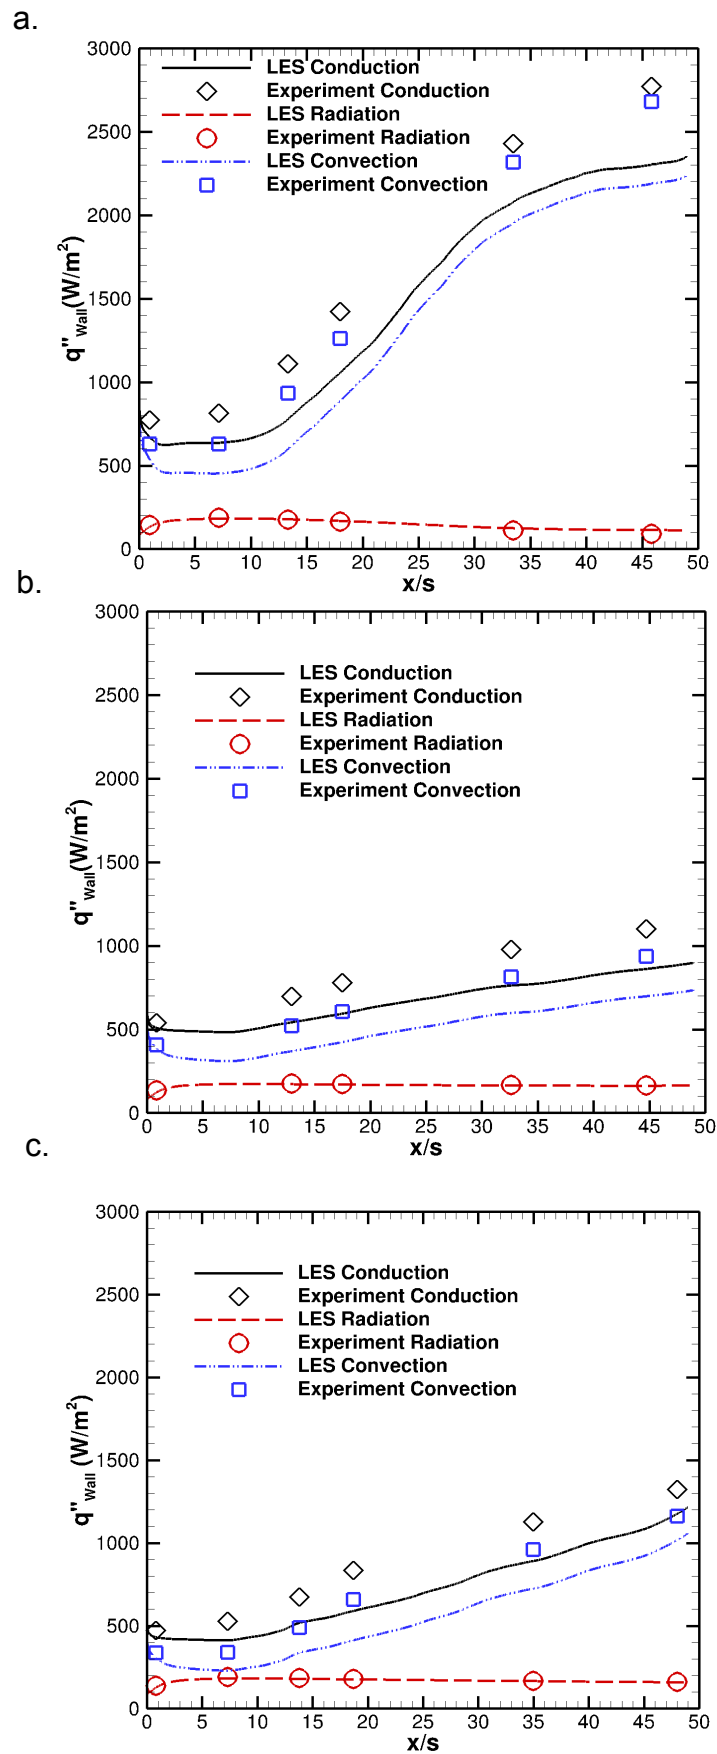 a.
3000
2500
2000
1500
1000
500
0
q"Wall(W/m2)
LES Conduction
Experiment Conduction
LES Radiation
Experiment Radiation
LES Convection
Experiment Convection
0 5 10 15 20 25 30 35 40 45 50
x/s
b.
3000
2500
2000
1500
1000
500
0
q"Wall(W/m2)
LES Conduction
Experiment Conduction
LES Radiation
Experiment Radiation
LES Convection
Experiment Convection
0 5 10 15 20 25 30 35 40 45 50
x/s
c.
3000
2500
2000
1500
1000
500
0
q"Wall (W/m2)
LES Conduction
Experiment Conduction
LES Radiation
Experiment Radiation
LES Convection
Experiment Convection
0 5 10 15 20 25 30 35 40 45 50
x/s